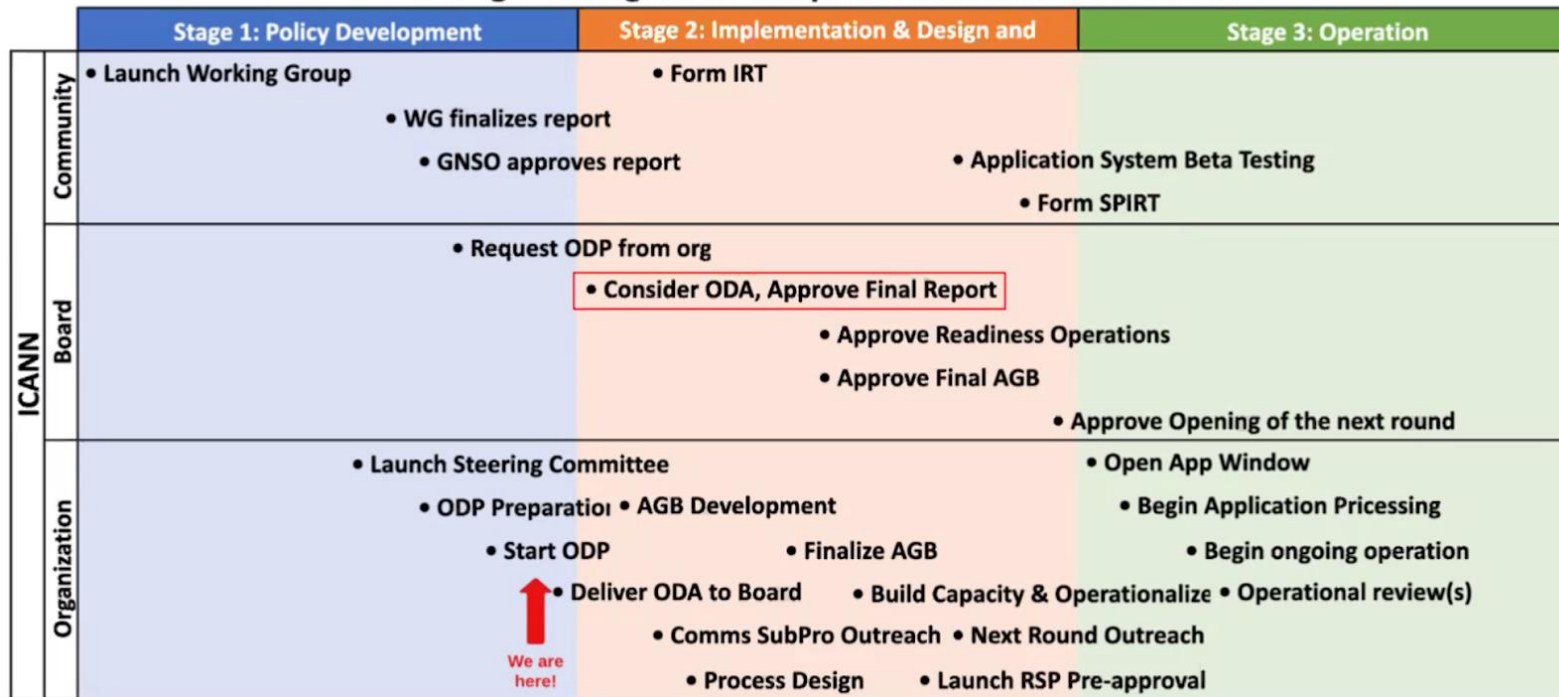 Stage 1: Policy Development
Stage 2: Implementation & Design and
Stage 3: Operation
ICANN
Community
• Launch Working Group
• Form IRT
• WG finalizes report
• GNSO approves report
• Application System Beta Testing
• Form SPIRT
Board
• Request ODP from org
• Consider ODA, Approve Final Report
• Approve Readiness Operations
• Approve Final AGB
• Approve Opening of the next round
Organization
• Launch Steering Committee
• Open App Window
• ODP Preparation
• AGB Development
• Begin Application Pricessing
• Start ODP
• Finalize AGB
• Begin ongoing operation
• Deliver ODA to Board
• Build Capacity & Operationalize
• Operational review(s)
• Comms SubPro Outreach
• Next Round Outreach
We are
here!
• Process Design
• Launch RSP Pre-approval